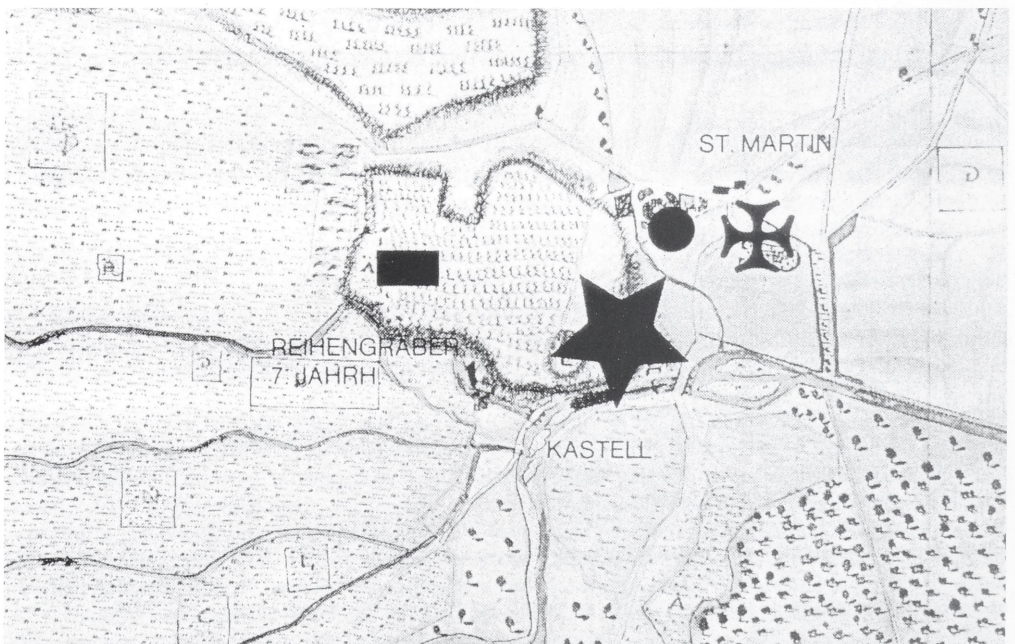 ST. MARTIN
D
A
REIHENGRÄBER
7. JAHRH.
KASTELL
C
A